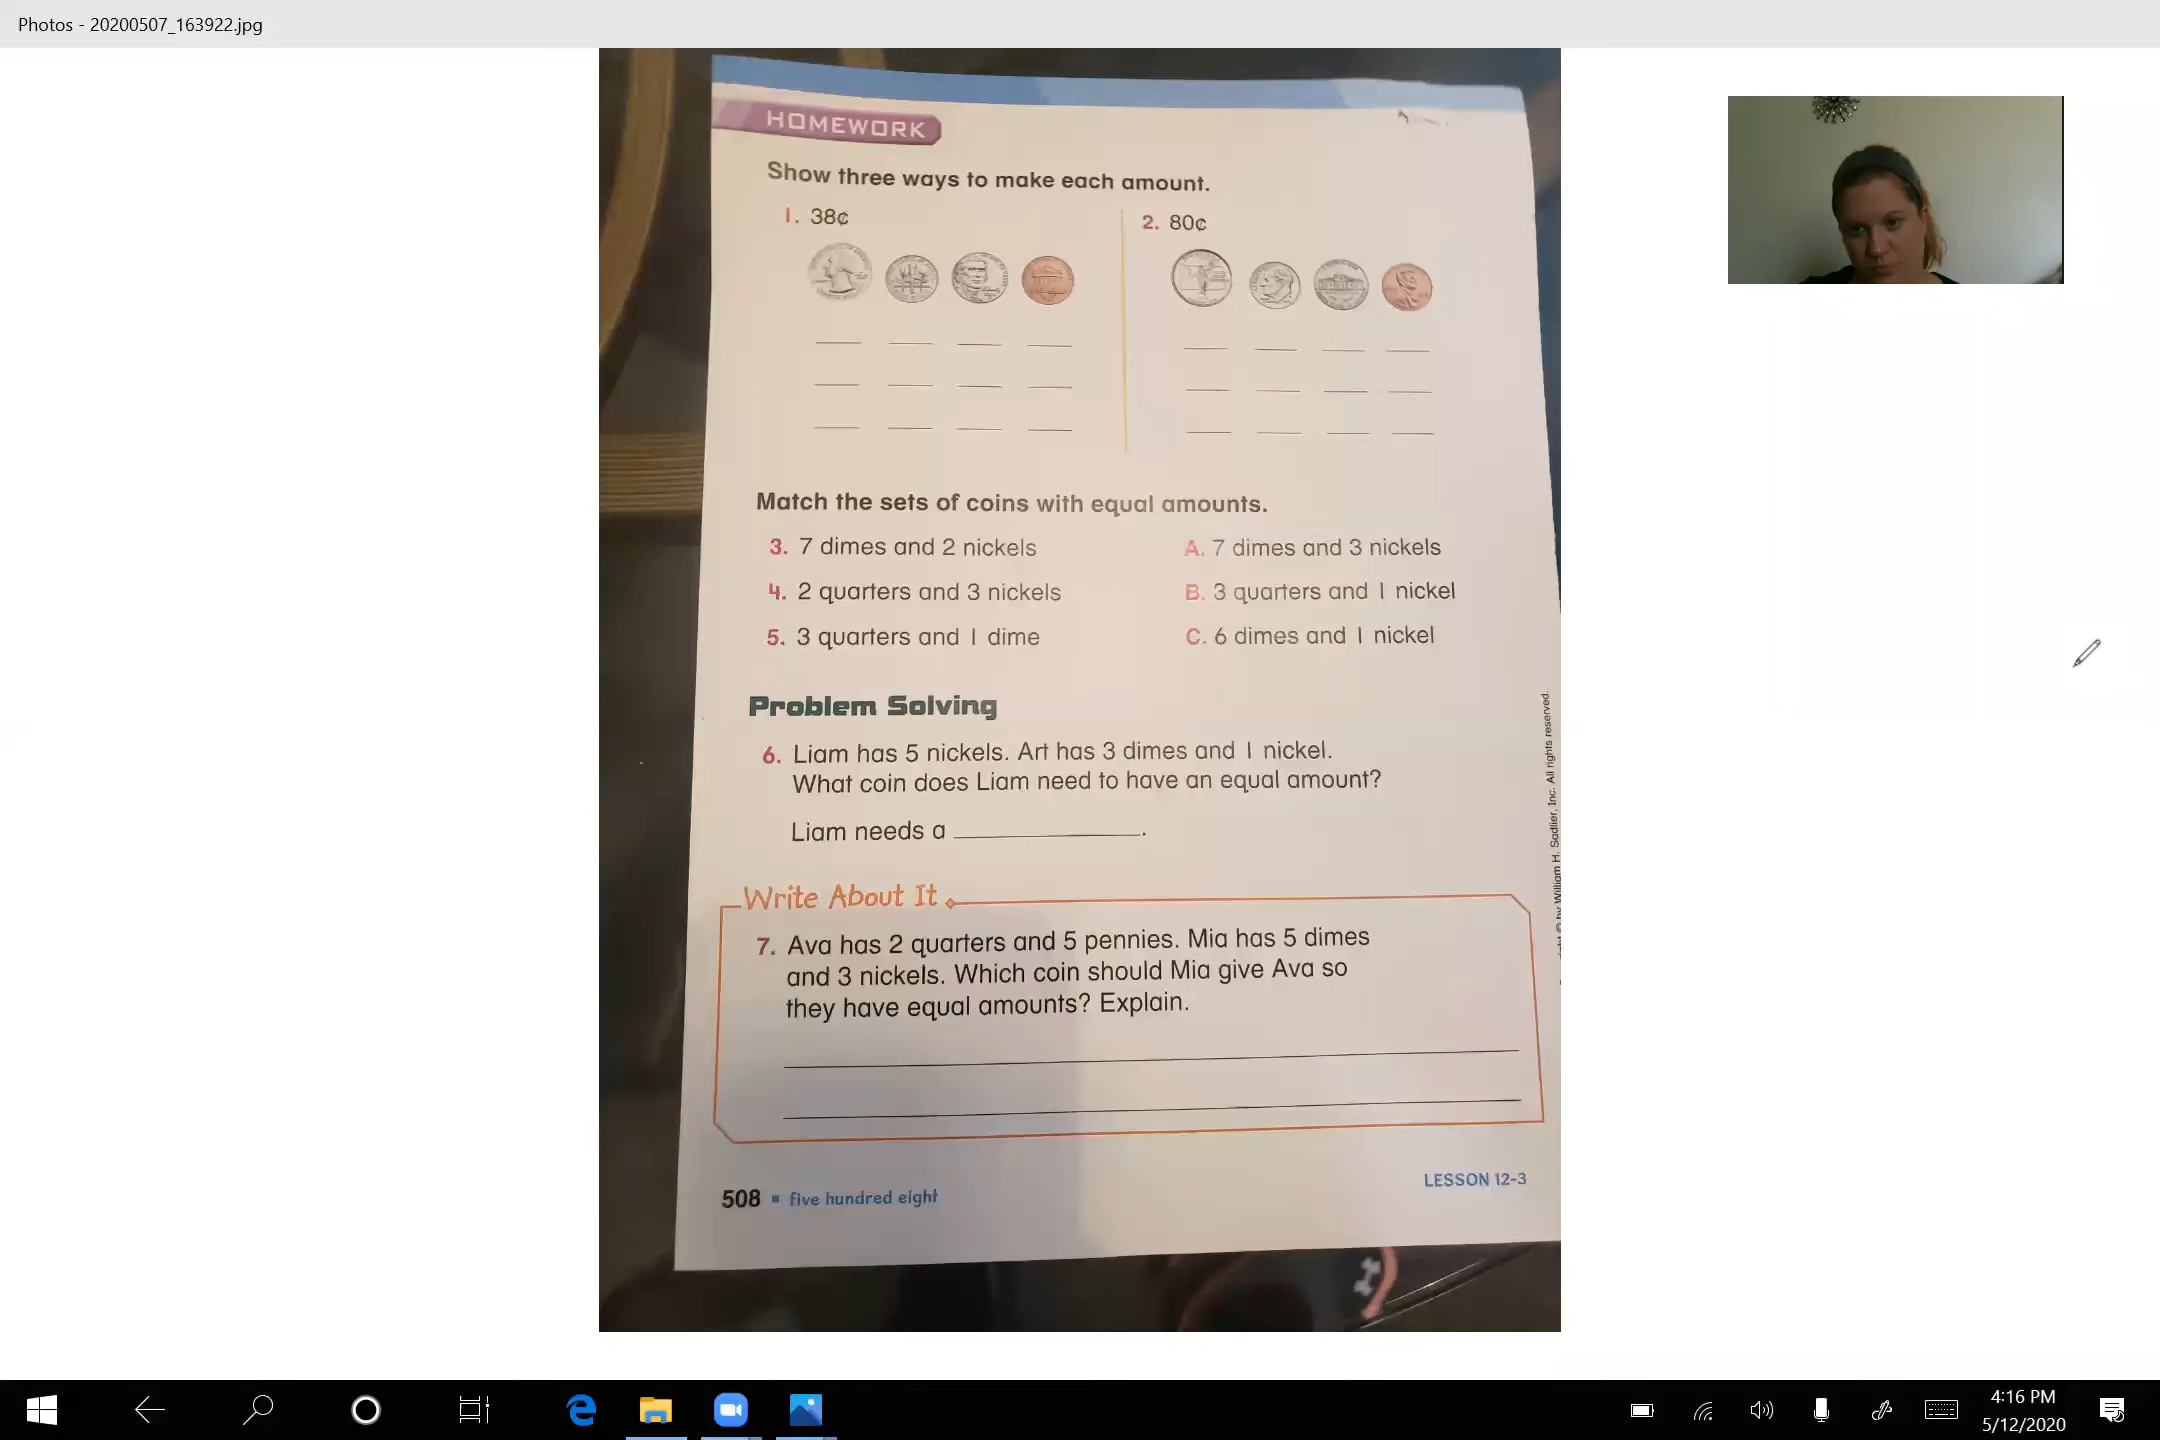 Photos - 20200507_163922.jpg
HOMEWORK
Show three ways to make each amount.
1. 38¢
2. 80¢
Match the sets of coins with equal amounts.
3. 7 dimes and 2 nickels
A. 7 dimes and 3 nickels
4. 2 quarters and 3 nickels
B. 3 quarters and 1 nickel
5. 3 quarters and 1 dime
C. 6 dimes and 1 nickel
Problem Solving
6. Liam has 5 nickels. Art has 3 dimes and 1 nickel.
What coin does Liam need to have an equal amount?
Liam needs a ____________.
Write About It
7. Ava has 2 quarters and 5 pennies. Mia has 5 dimes
and 3 nickels. Which coin should Mia give Ava so
they have equal amounts? Explain.
by William H. Sadlier, Inc. All rights reserved.
508 ▪ five hundred eight
LESSON 12-3
4:16 PM
5/12/2020